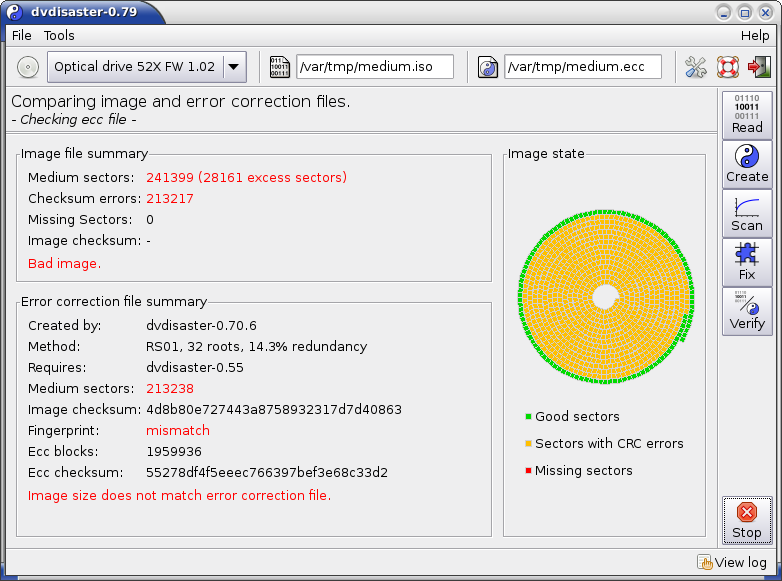 dvdisaster-0.79
File Tools Help
Optical drive 52X FW 1.02 /var/tmp/medium.iso /var/tmp/medium.ecc
Comparing image and error correction files.
- Checking ecc file -
Image file summary
Medium sectors: 241399 (28161 excess sectors)
Checksum errors: 213217
Missing Sectors: 0
Image checksum: -
Bad image.
Error correction file summary
Created by: dvdisaster-0.70.6
Method: RS01, 32 roots, 14.3% redundancy
Requires: dvdisaster-0.55
Medium sectors: 213238
Image checksum: 4d8b80e727443a8758932317d7d40863
Fingerprint: mismatch
Ecc blocks: 1959936
Ecc checksum: 55278df4f5eeec766397bef3e68c33d2
Image size does not match error correction file.
Image state
Good sectors
Sectors with CRC errors
Missing sectors
01110
10011
00111
Read
Create
Scan
Fix
Verify
Stop
View log